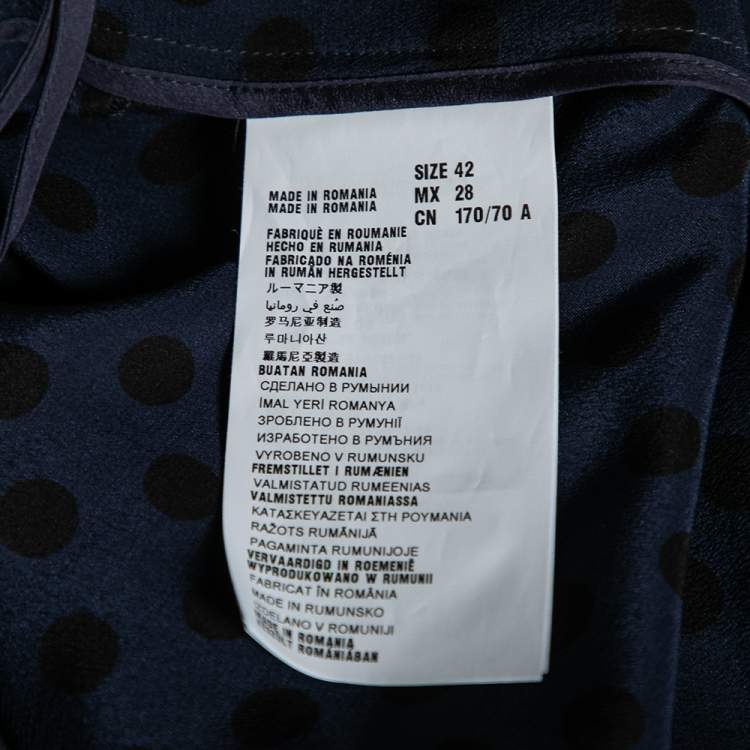 SIZE 42
MX 28
CN 170/70 A
MADE IN ROMANIA
MADE IN ROMANIA
FABRIQUÈ EN ROUMANIE
HECHO EN RUMANIA
FABRICADO NA ROMÉNIA
IN RUMÄN HERGESTELLT
ルーマニア製
صُنع في رومانيا
罗马尼亚制造
루마니아산
羅馬尼亞製造
BUATAN ROMANIA
СДЕЛАНО В РУМЫНИИ
İMAL YERİ ROMANYA
ЗРОБЛЕНО В РУМУНІЇ
ИЗРАБОТЕНО В РУМЪНИЯ
VYROBENO V RUMUNSKU
FREMSTILLET I RUMÆNIEN
VALMISTATUD RUMEENIAS
VALMISTETTU ROMANIASSA
ΚΑΤΑΣΚΕΥΑΖΕΤΑΙ ΣΤΗ ΡΟΥΜΑΝΙΑ
RAŽOTS RUMĀNIJĀ
PAGAMINTA RUMUNIJOJE
VERVAARDIGD IN ROEMENIË
WYPRODUKOWANO W RUMUNII
FABRICAT ÎN ROMÂNIA
MADE IN RUMUNSKO
IZDELANO V ROMUNIJI
MADE IN ROMANIA
KÉSZÜLT ROMÁNIÁBAN